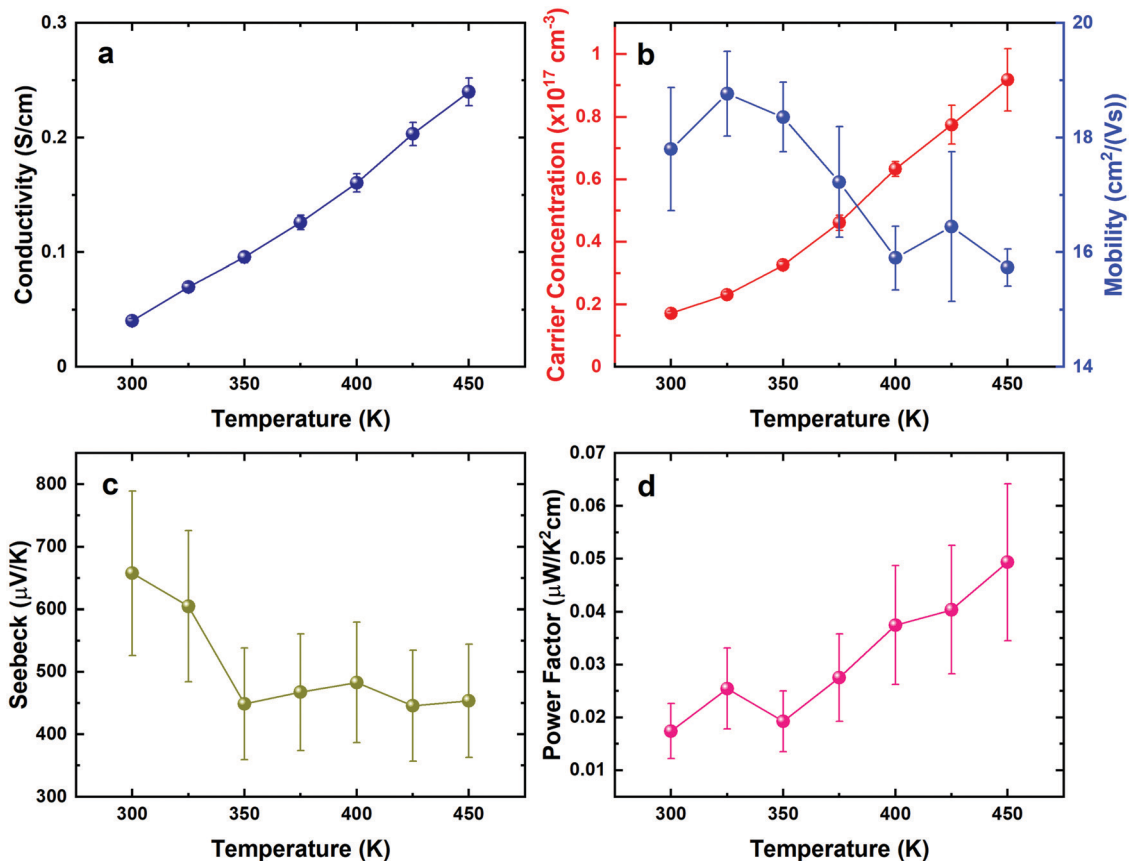 a
Conductivity (S/cm)
0.3
0.2
0.1
0
300 350 400 450
Temperature (K)
b
Carrier Concentration (x10¹⁷ cm⁻³)
1
0.8
0.6
0.4
0.2
0
Mobility (cm²/(Vs))
20
18
16
14
300 350 400 450
Temperature (K)
c
Seebeck (μV/K)
800
700
600
500
400
300
300 350 400 450
Temperature (K)
d
Power Factor (μW/K²cm)
0.07
0.06
0.05
0.04
0.03
0.02
0.01
300 350 400 450
Temperature (K)